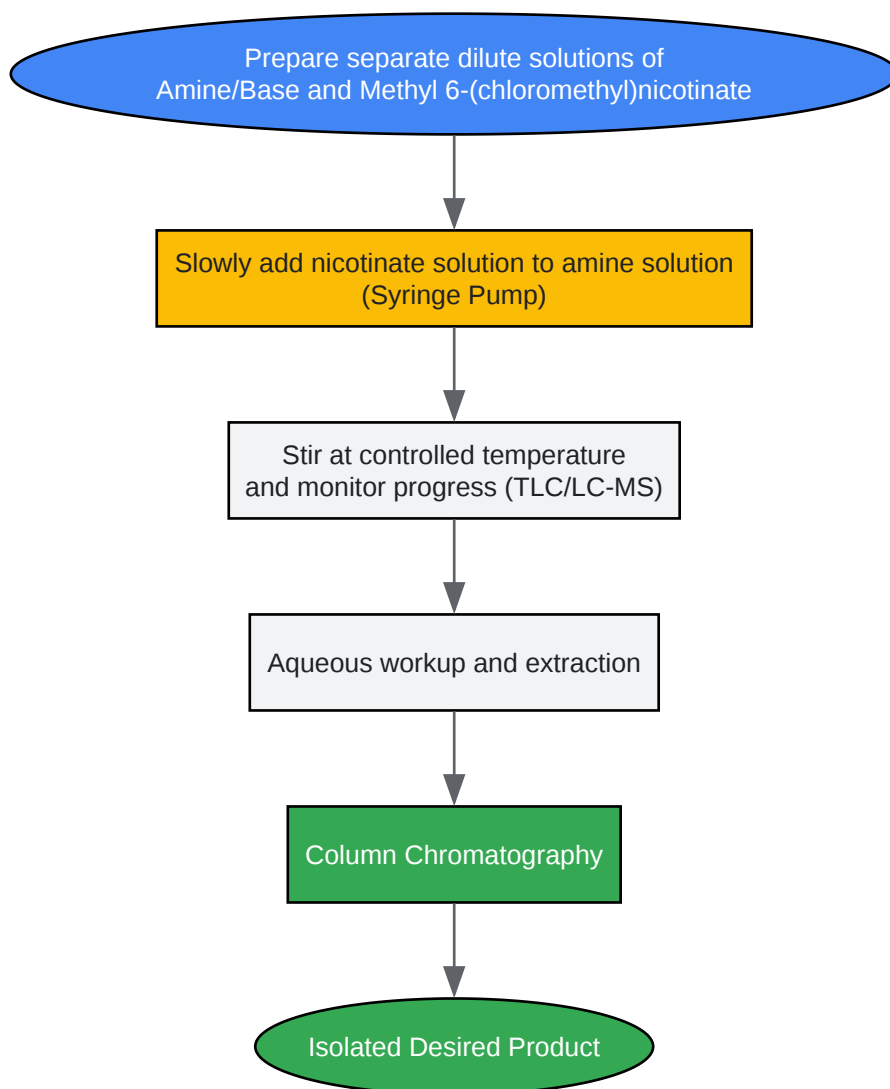 Prepare separate dilute solutions of
Amine/Base and Methyl 6-(chloromethyl)nicotinate
Slowly add nicotinate solution to amine solution
(Syringe Pump)
Stir at controlled temperature
and monitor progress (TLC/LC-MS)
Aqueous workup and extraction
Column Chromatography
Isolated Desired Product